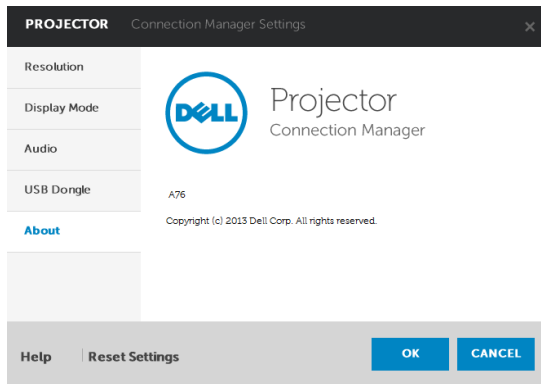 PROJECTOR Connection Manager Settings ×
Resolution
Display Mode
Audio
USB Dongle
About
DELL
Projector
Connection Manager
A76
Copyright (c) 2013 Dell Corp. All rights reserved.
Help Reset Settings OK CANCEL